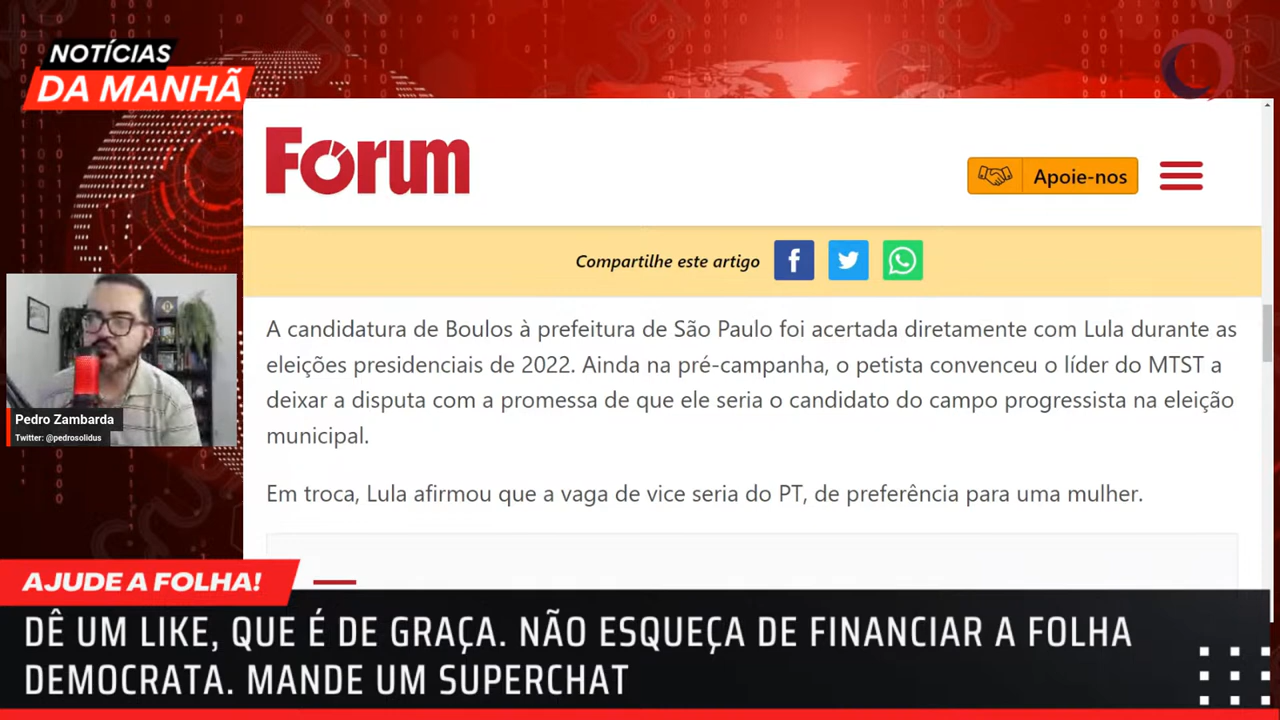 NOTÍCIAS
DA MANHÃ
Fórum
Apoie-nos
Compartilhe este artigo
A candidatura de Boulos à prefeitura de São Paulo foi acertada diretamente com Lula durante as
eleições presidenciais de 2022. Ainda na pré-campanha, o petista convenceu o líder do MTST a
deixar a disputa com a promessa de que ele seria o candidato do campo progressista na eleição
municipal.
Em troca, Lula afirmou que a vaga de vice seria do PT, de preferência para uma mulher.
Pedro Zambarda
Twitter: @pedrosolidus
AJUDE A FOLHA!
DÊ UM LIKE, QUE É DE GRAÇA. NÃO ESQUEÇA DE FINANCIAR A FOLHA
DEMOCRATA. MANDE UM SUPERCHAT